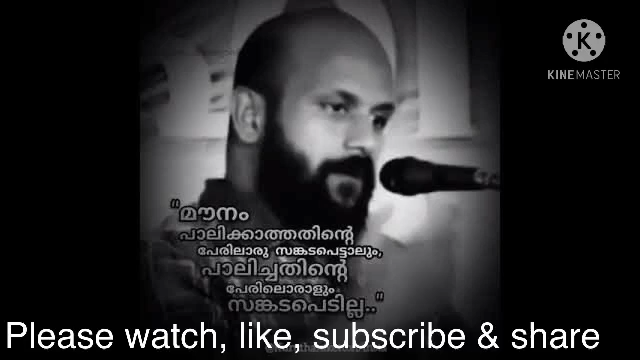 KINEMASTER
"മൗനം
പാലിക്കാത്തതിന്റെ
പേരിലാരു സങ്കടപെട്ടാലും,
പാലിച്ചതിന്റെ
പേരിലൊരാളും
സങ്കടപെടില്ല.."
Please watch, like, subscribe & share